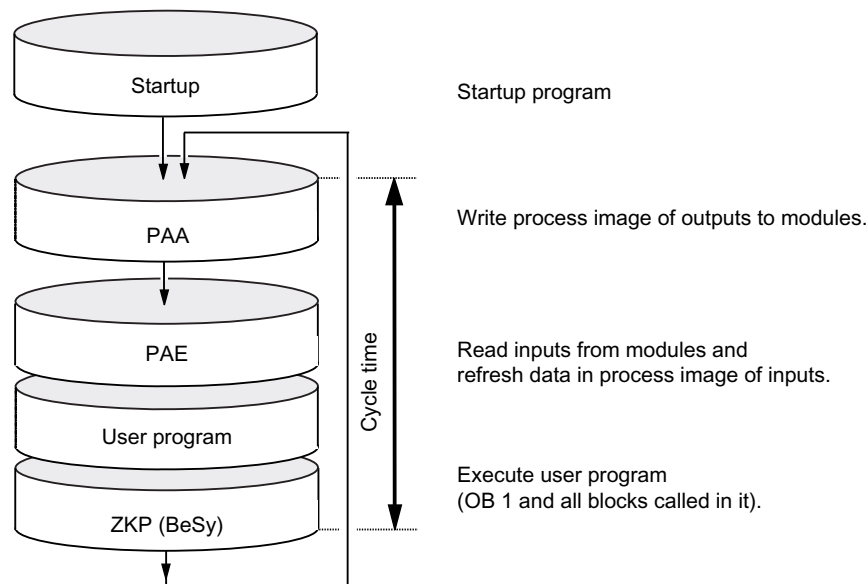 Startup
Startup program
PAA
Write process image of outputs to modules.
PAE
Read inputs from modules and
refresh data in process image of inputs.
Cycle time
User program
Execute user program
(OB 1 and all blocks called in it).
ZKP (BeSy)